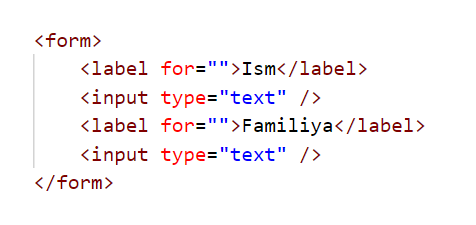 <form>
<label for="">Ism</label>
<input type="text" />
<label for="">Familiya</label>
<input type="text" />
</form>